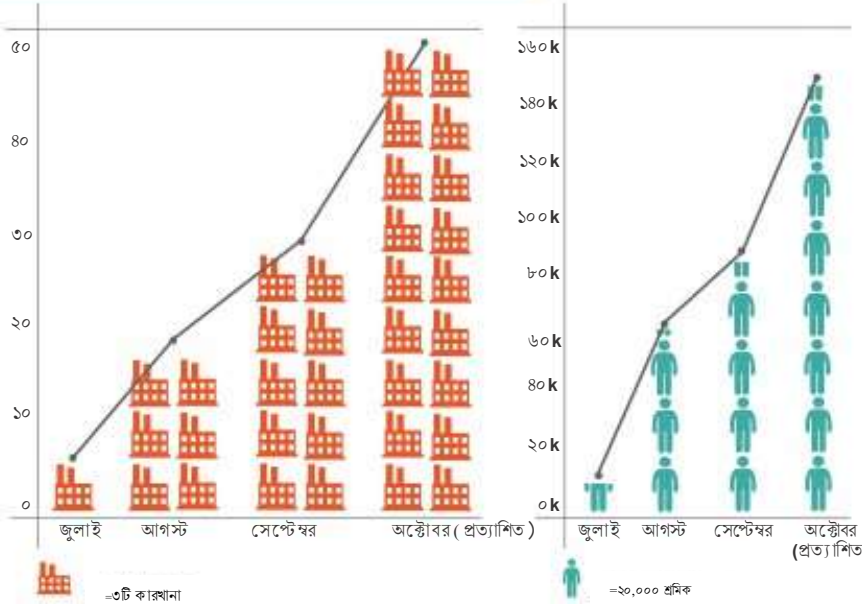 ৫০
৪০
৩০
২০
১০
০
জুলাই আগস্ট সেপ্টেম্বর অক্টোবর ( প্রত্যাশিত )
=৩টি কারখানা
১৬০k
১৪০k
১২০k
১০০k
৮০k
৬০k
৪০k
২০k
০k
জুলাই আগস্ট সেপ্টেম্বর অক্টোবর
(প্রত্যাশিত
=২০,০০০ শ্রমিক